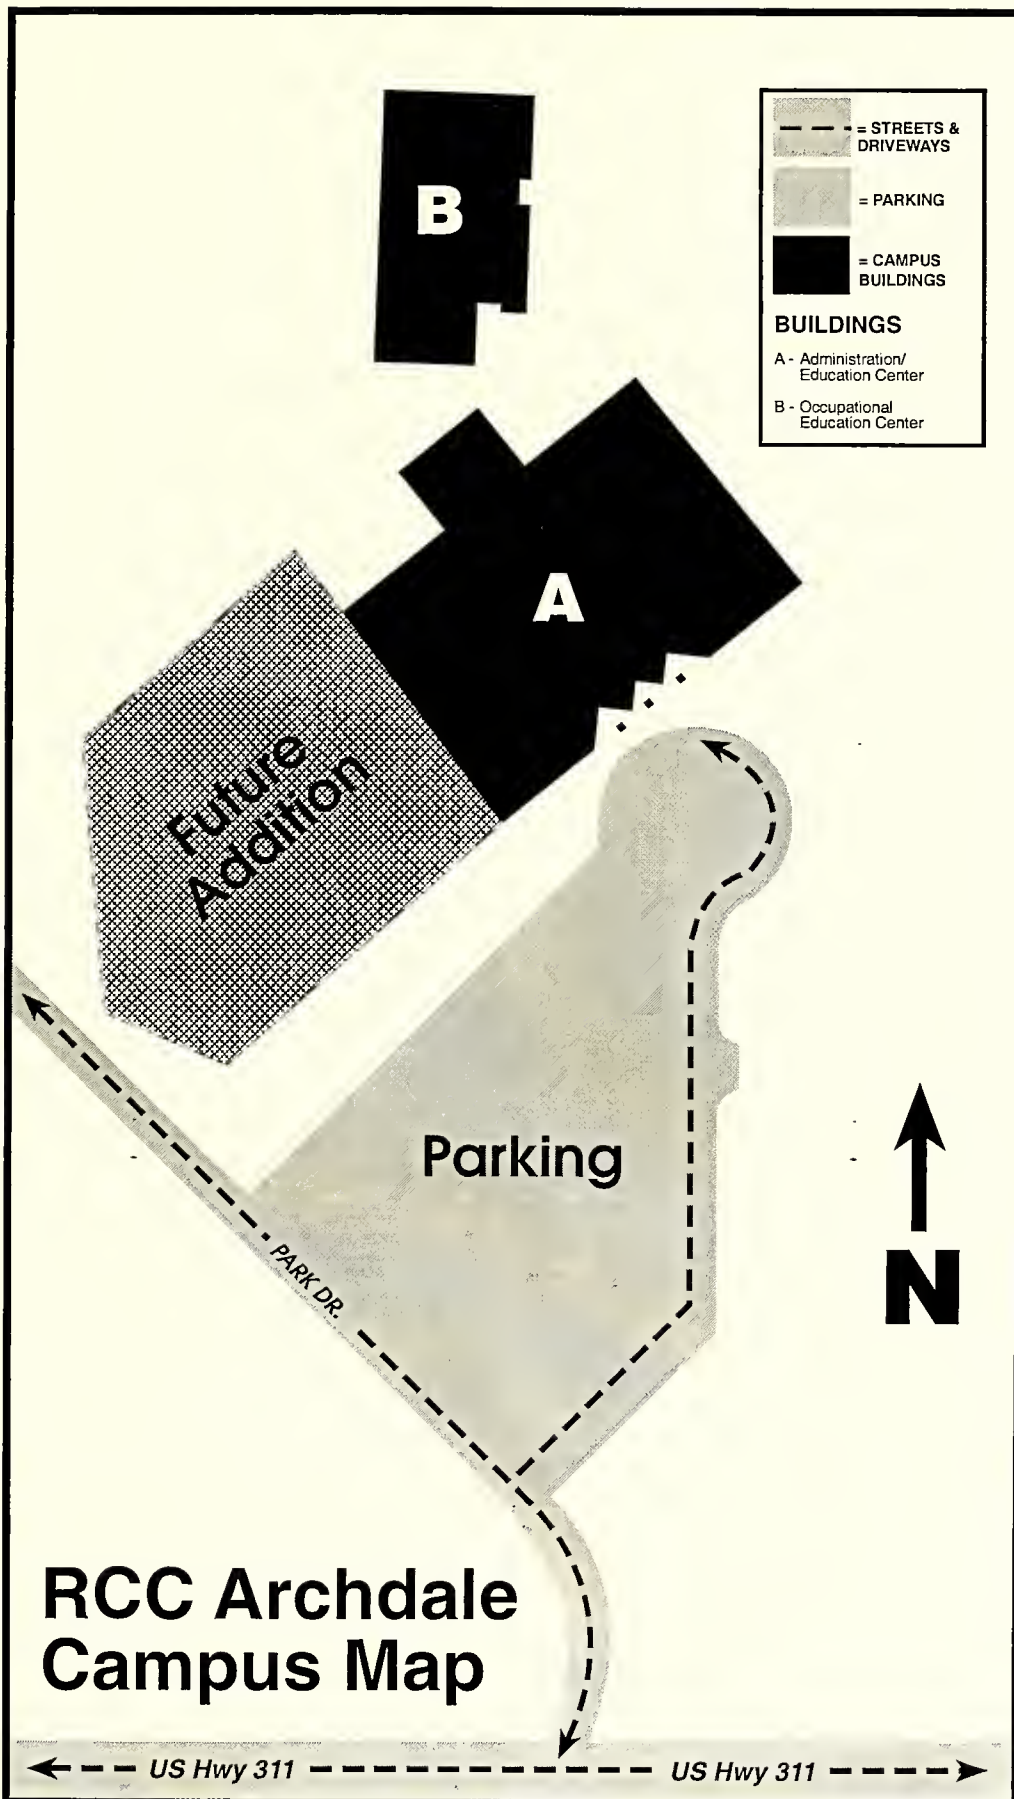 B
= STREETS &
DRIVEWAYS
= PARKING
= CAMPUS
BUILDINGS
BUILDINGS
A - Administration/
Education Center
B - Occupational
Education Center
A
Future
Addition
Parking
PARK DR.
N
RCC Archdale
Campus Map
US Hwy 311
US Hwy 311